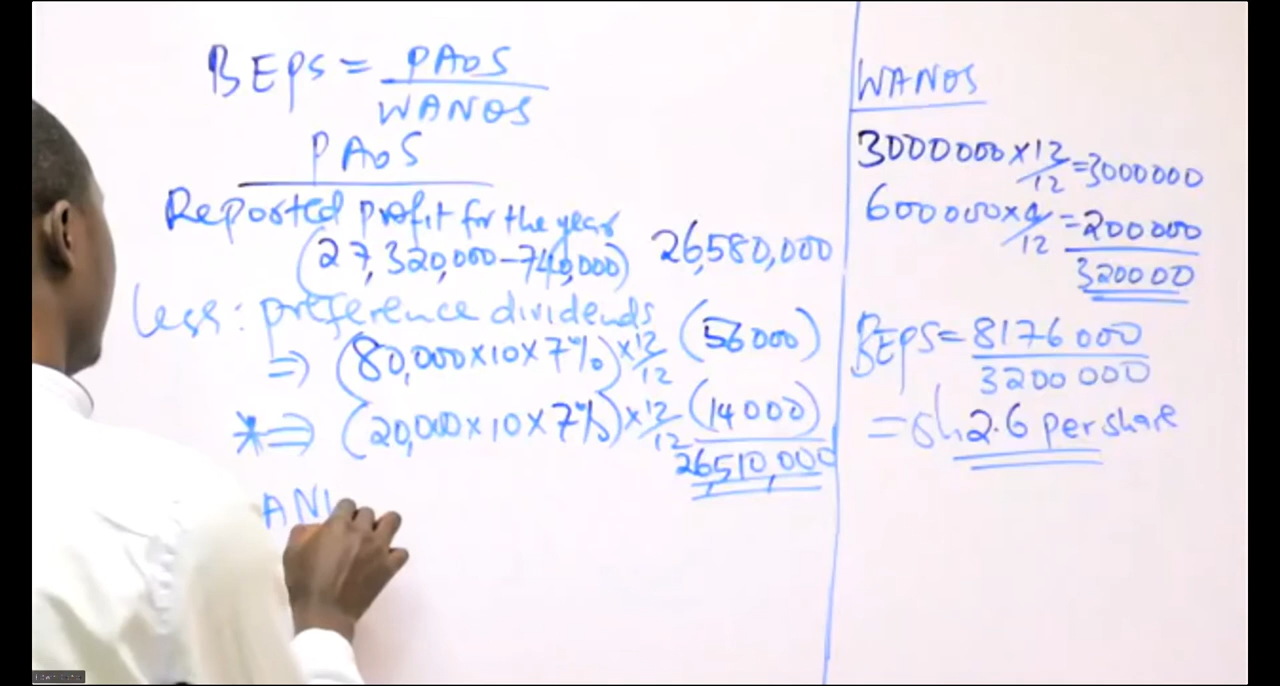 BEPS = PAOS
WANOS
PAOS
Reported profit for the year
(27,320,000 - 740,000) 26,580,000
Less: preference dividends
⇒ (80,000×10×7%)×12/12 (56000)
*⇒ (20,000×10×7%)×12/12 (14000)
26,510,000
WANOS
3000000×12/12=3000000
600000×4/12=200000
320000
BEPS=8176000
3200000
=sh.2.6 per share